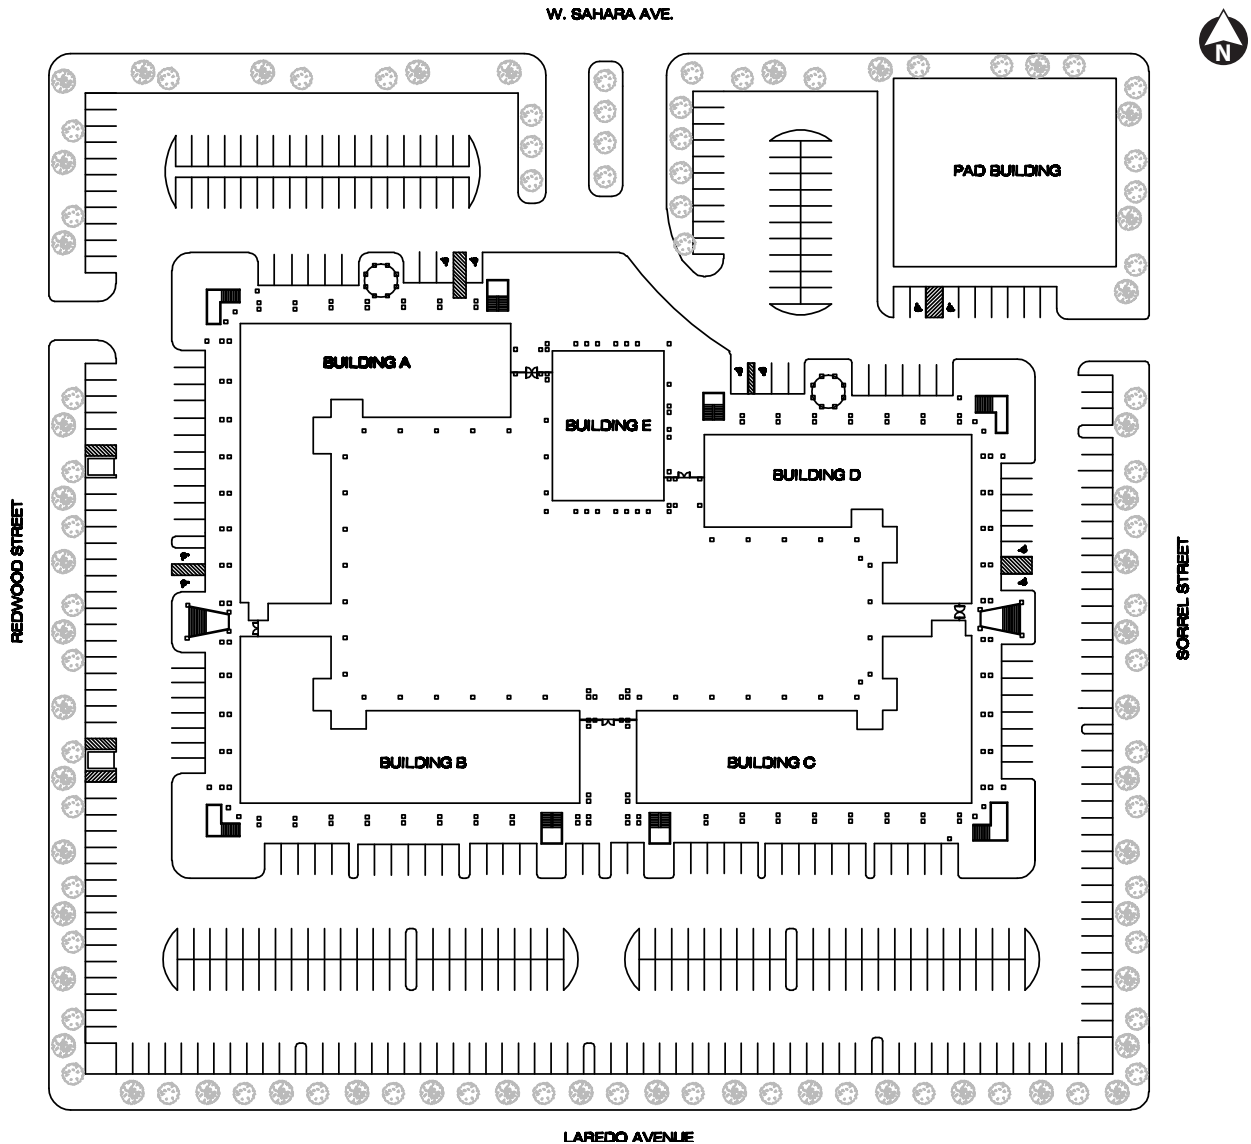 W. SAHARA AVE.
N
PAD BUILDING
BUILDING A
BUILDING E
BUILDING D
REDWOOD STREET
SORREL STREET
BUILDING B
BUILDING C
LAREDO AVENUE